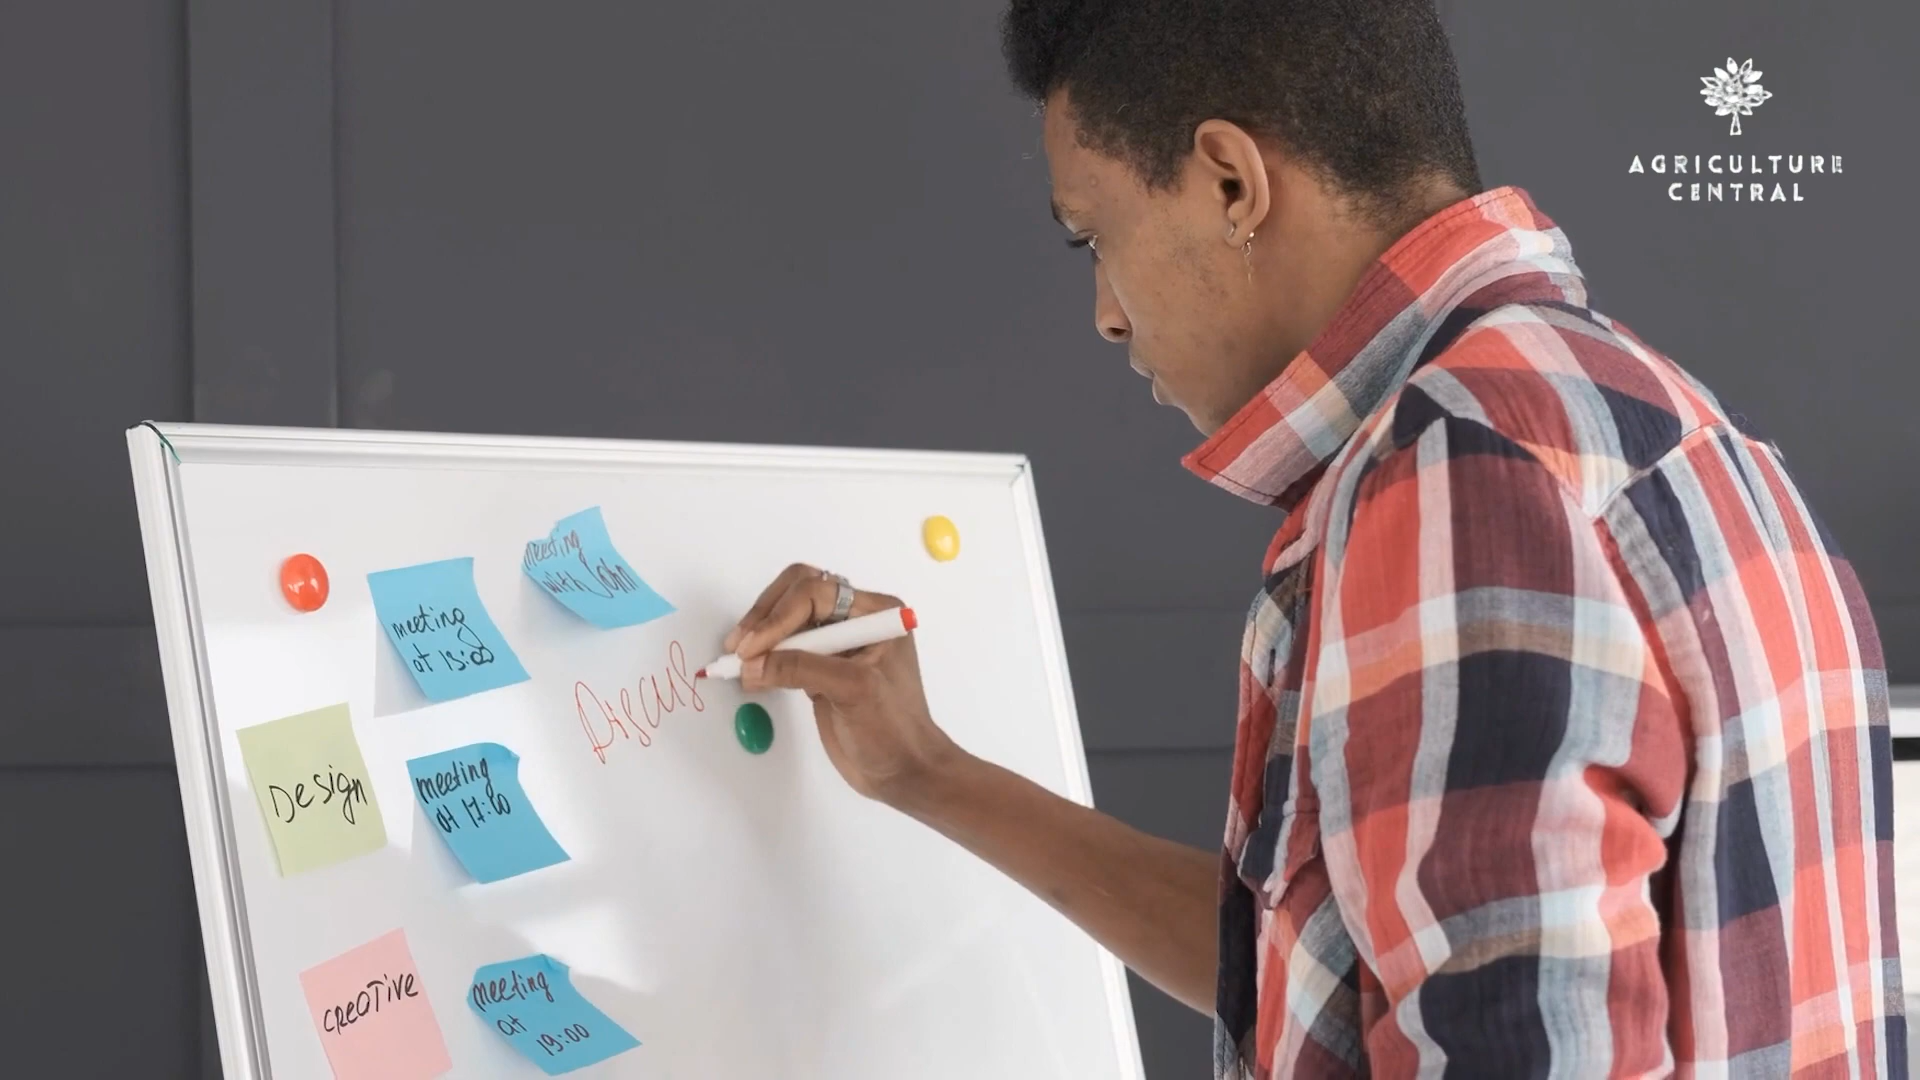 AGRICULTURE
CENTRAL
meeting
with John
meeting
at 15:00
Discus
Design
meeting
at 17:00
creative
meeting
at
19:00